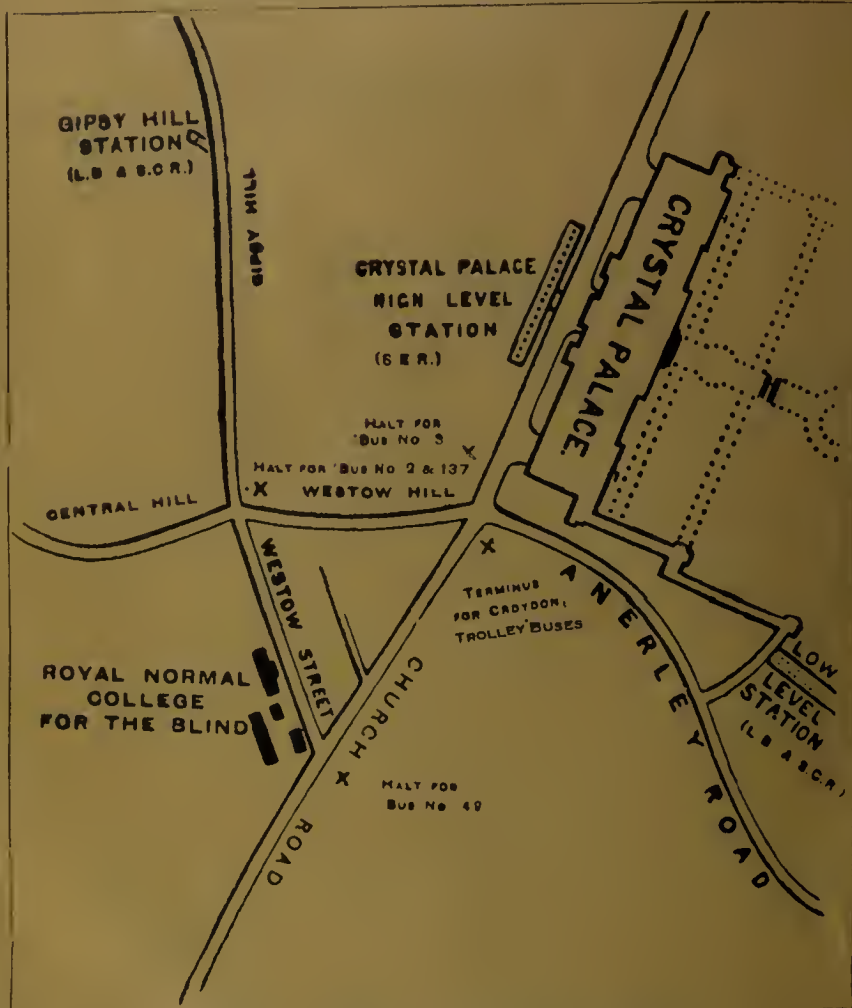 GIPSY HILL
STATION
(L.B & S.C R.)
GIPSY HILL
CRYSTAL PALACE
HIGH LEVEL
STATION
(S E R.)
CRYSTAL PALACE.
HALT FOR
'BUS NO 3
HALT FOR 'BUS NO 2 & 137
X
X
WESTOW HILL
CENTRAL HILL
WESTOW STREET
X
TERMINUS
FOR CROYDON,
TROLLEY BUSES
ANERLEY ROAD
LOW
LEVEL
STATION
(L B & S.C.R.)
ROYAL NORMAL
COLLEGE
FOR THE BLIND
CHURCH ROAD
X
HALT FOR
BUS No 49